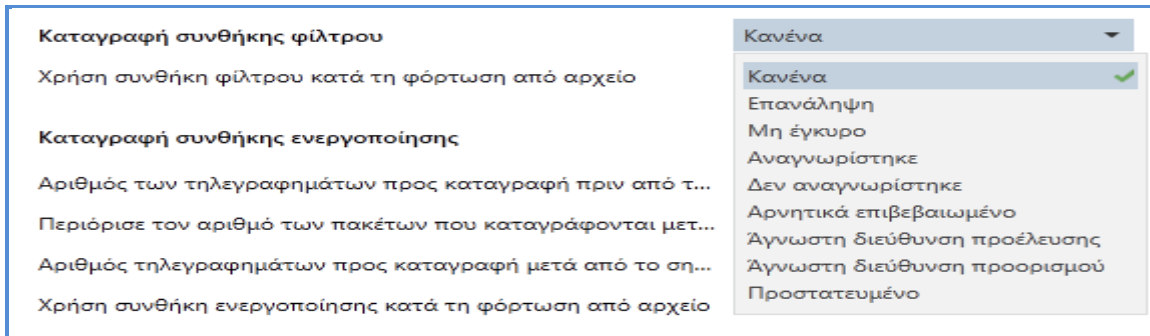 Καταγραφή συνθήκης φίλτρου
Κανένα
Χρήση συνθήκη φίλτρου κατά τη φόρτωση από αρχείο
Καταγραφή συνθήκης ενεργοποίησης
Αριθμός των τηλεγραφημάτων προς καταγραφή πριν από τ...
Περιόρισε τον αριθμό των πακέτων που καταγράφονται μετ...
Αριθμός τηλεγραφημάτων προς καταγραφή μετά από το ση...
Χρήση συνθήκη ενεργοποίησης κατά τη φόρτωση από αρχείο
Κανένα
Επανάληψη
Μη έγκυρο
Αναγνωρίστηκε
Δεν αναγνωρίστηκε
Αρνητικά επιβεβαιωμένο
Άγνωστη διεύθυνση προέλευσης
Άγνωστη διεύθυνση προορισμού
Προστατευμένο